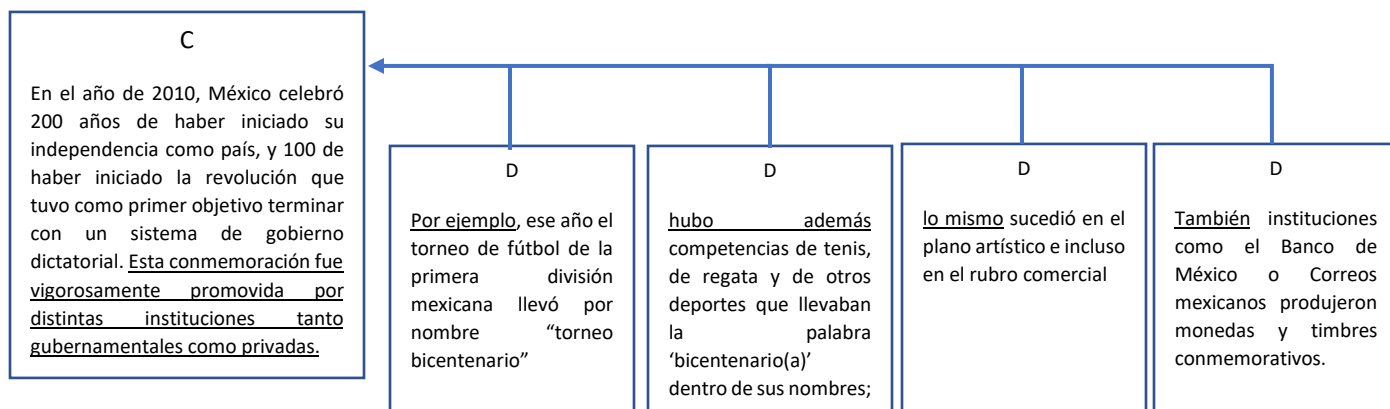 C
En el año de 2010, México celebró
200 años de haber iniciado su
independencia como país, y 100 de
haber iniciado la revolución que
tuvo como primer objetivo terminar
con un sistema de gobierno
dictatorial. Esta conmemoración fue
vigorosamente promovida por
distintas instituciones tanto
gubernamentales como privadas.
D
Por ejemplo, ese año el
torneo de fútbol de la
primera división
mexicana llevó por
nombre “torneo
bicentenario”
D
hubo además
competencias de tenis,
de regata y de otros
deportes que llevaban
la palabra
‘bicentenario(a)’
dentro de sus nombres;
D
lo mismo sucedió en el
plano artístico e incluso
en el rubro comercial
D
También instituciones
como el Banco de
México o Correos
mexicanos produjeron
monedas y timbres
conmemorativos.